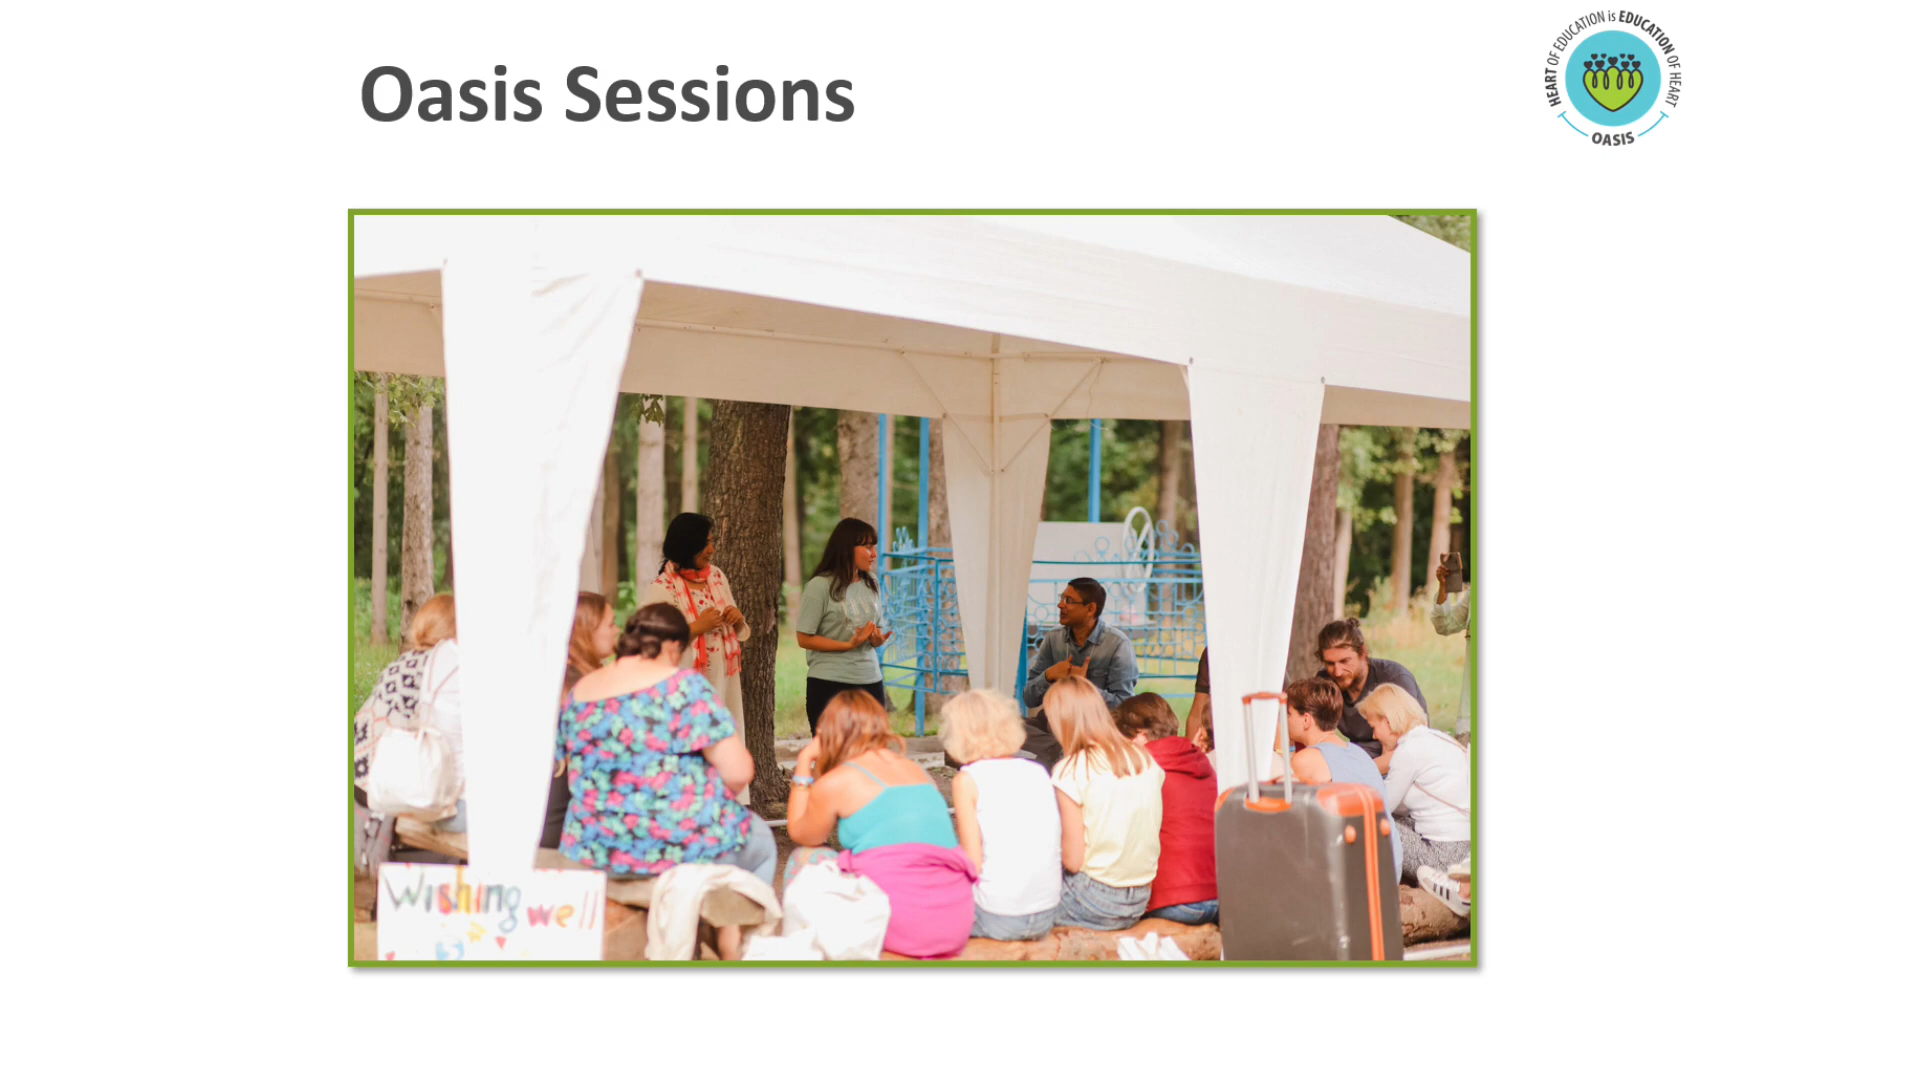 Oasis Sessions
HEART OF EDUCATION is EDUCATION OF HEART
OASIS
Wishing well